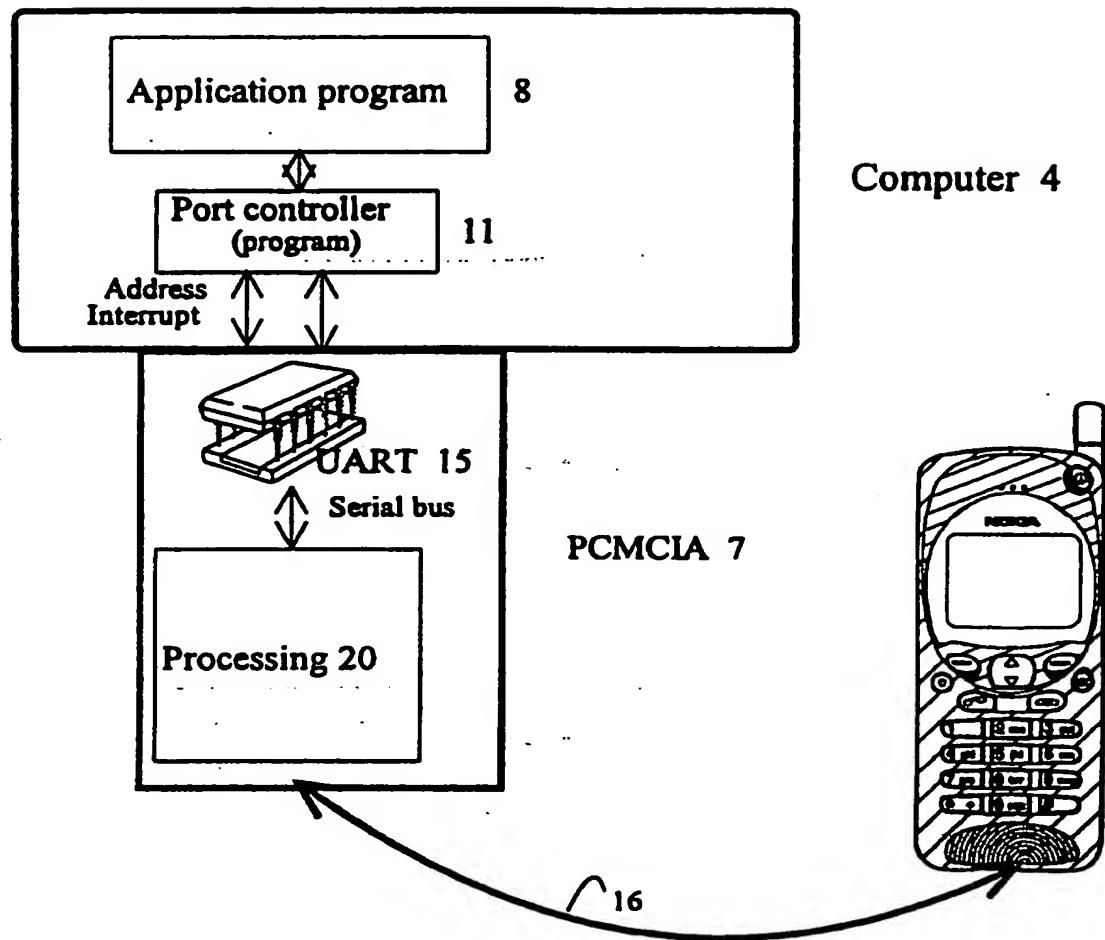 Application program 8
Computer 4
Port controller
(program) 11
Address
Interrupt
UART 15
Serial bus
PCMCIA 7
NOKIA
Processing 20
16